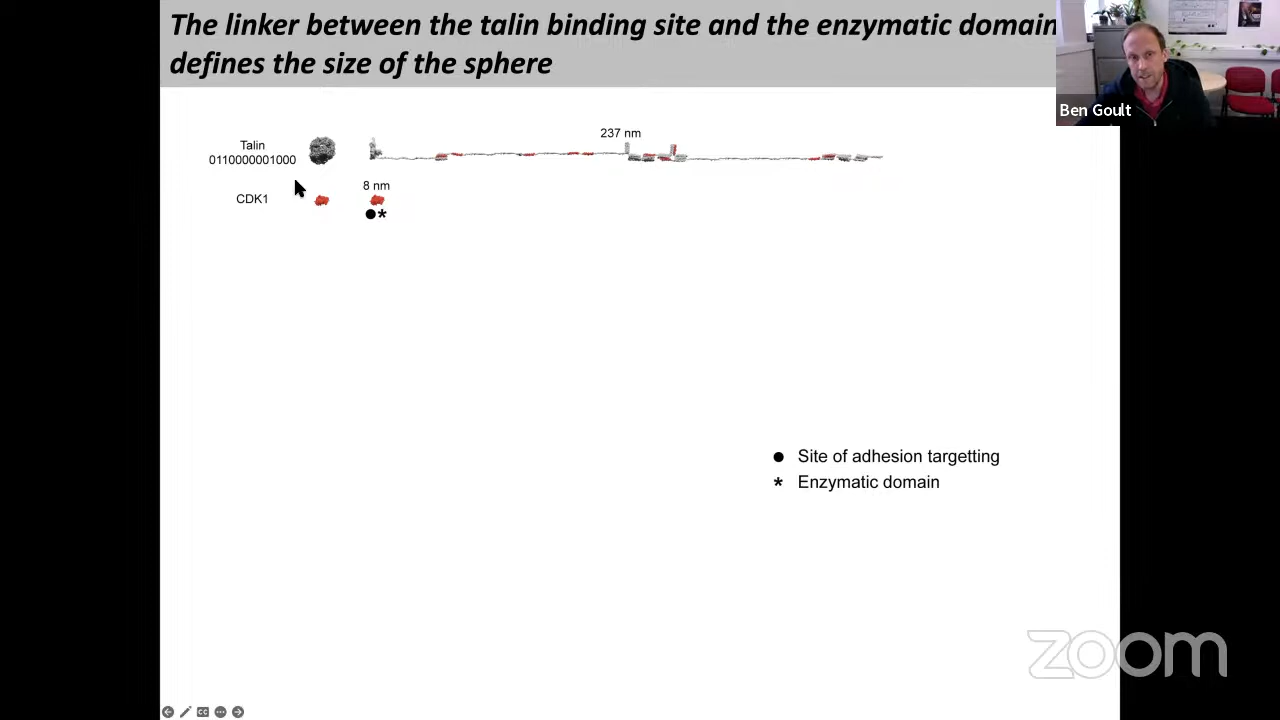 The linker between the talin binding site and the enzymatic domain
defines the size of the sphere
Ben Goult
237 nm
Talin
0110000001000
8 nm
CDK1
* 
● Site of adhesion targetting
* Enzymatic domain
zoom
CC